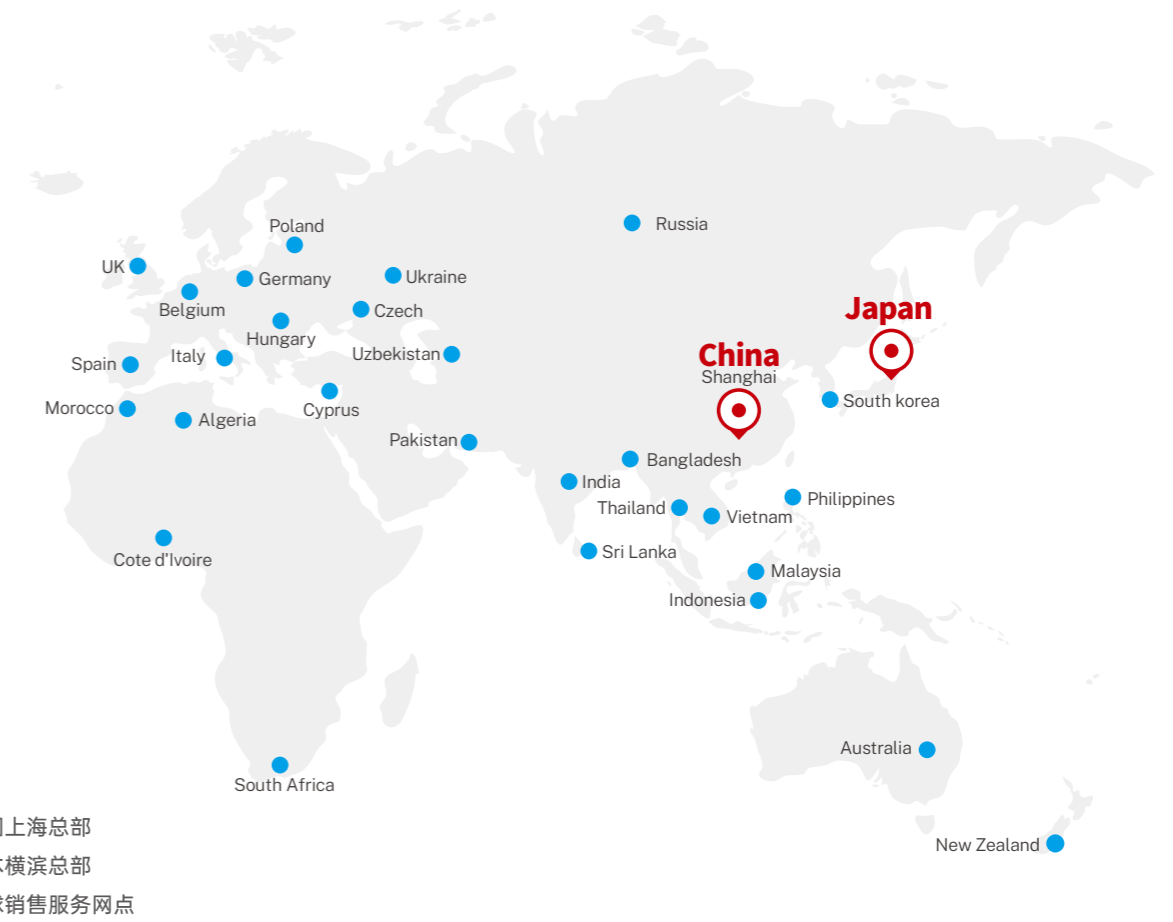 Poland
Russia
UK
Germany
Ukraine
Belgium
Czech
Japan
Hungary
Italy
Uzbekistan
China
Spain
Shanghai
South korea
Morocco
Cyprus
Algeria
Pakistan
Bangladesh
India
Philippines
Thailand
Vietnam
Cote d'Ivoire
Sri Lanka
Malaysia
Indonesia
Australia
South Africa
上海总部
New Zealand
横滨总部
销售服务网点